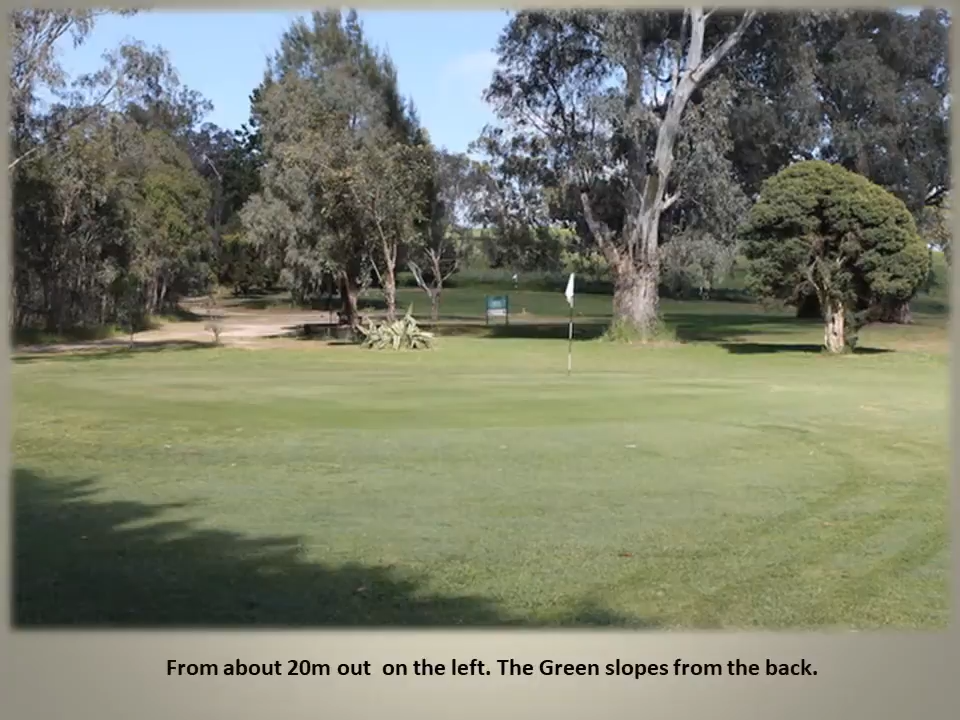 From about 20m out  on the left. The Green slopes from the back.